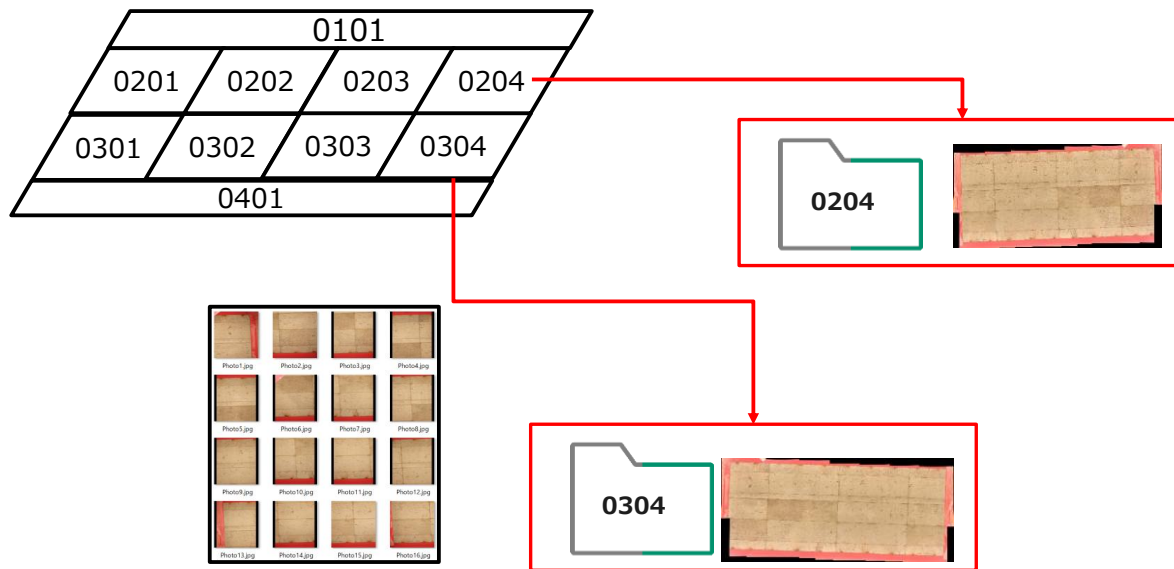 0101
0201 0202 0203 0204
0301 0302 0303 0304
0401
0204
Photo1.jpg Photo2.jpg Photo3.jpg Photo4.jpg
Photo5.jpg Photo6.jpg Photo7.jpg Photo8.jpg
Photo9.jpg Photo10.jpg Photo11.jpg Photo12.jpg
Photo13.jpg Photo14.jpg Photo15.jpg Photo16.jpg
0304